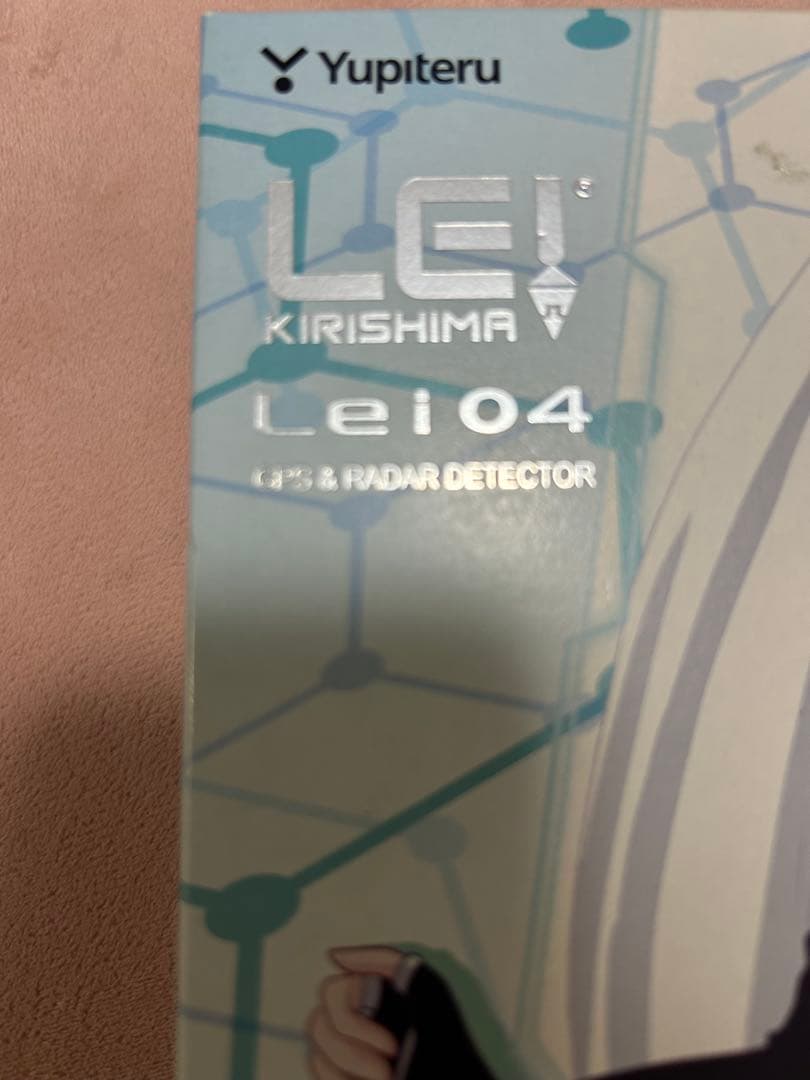 Yupiteru
LEI®
KIRISHIMA
Lei 04
GPS & RADAR DETECTOR